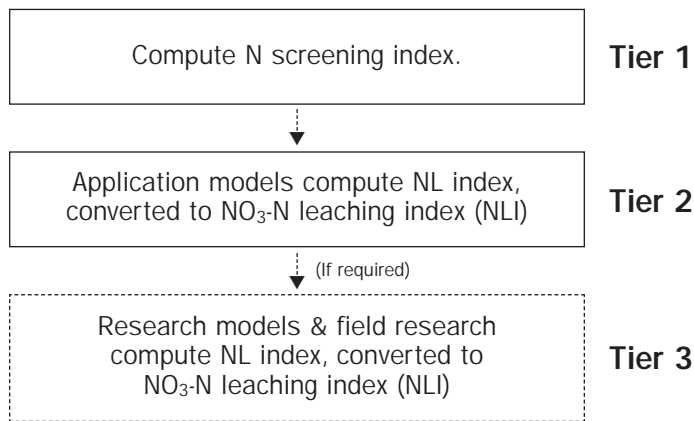 Compute N screening index.
Tier 1
Application models compute NL index,
converted to NO₃-N leaching index (NLI)
Tier 2
(If required)
Research models & field research
compute NL index, converted to
NO₃-N leaching index (NLI)
Tier 3